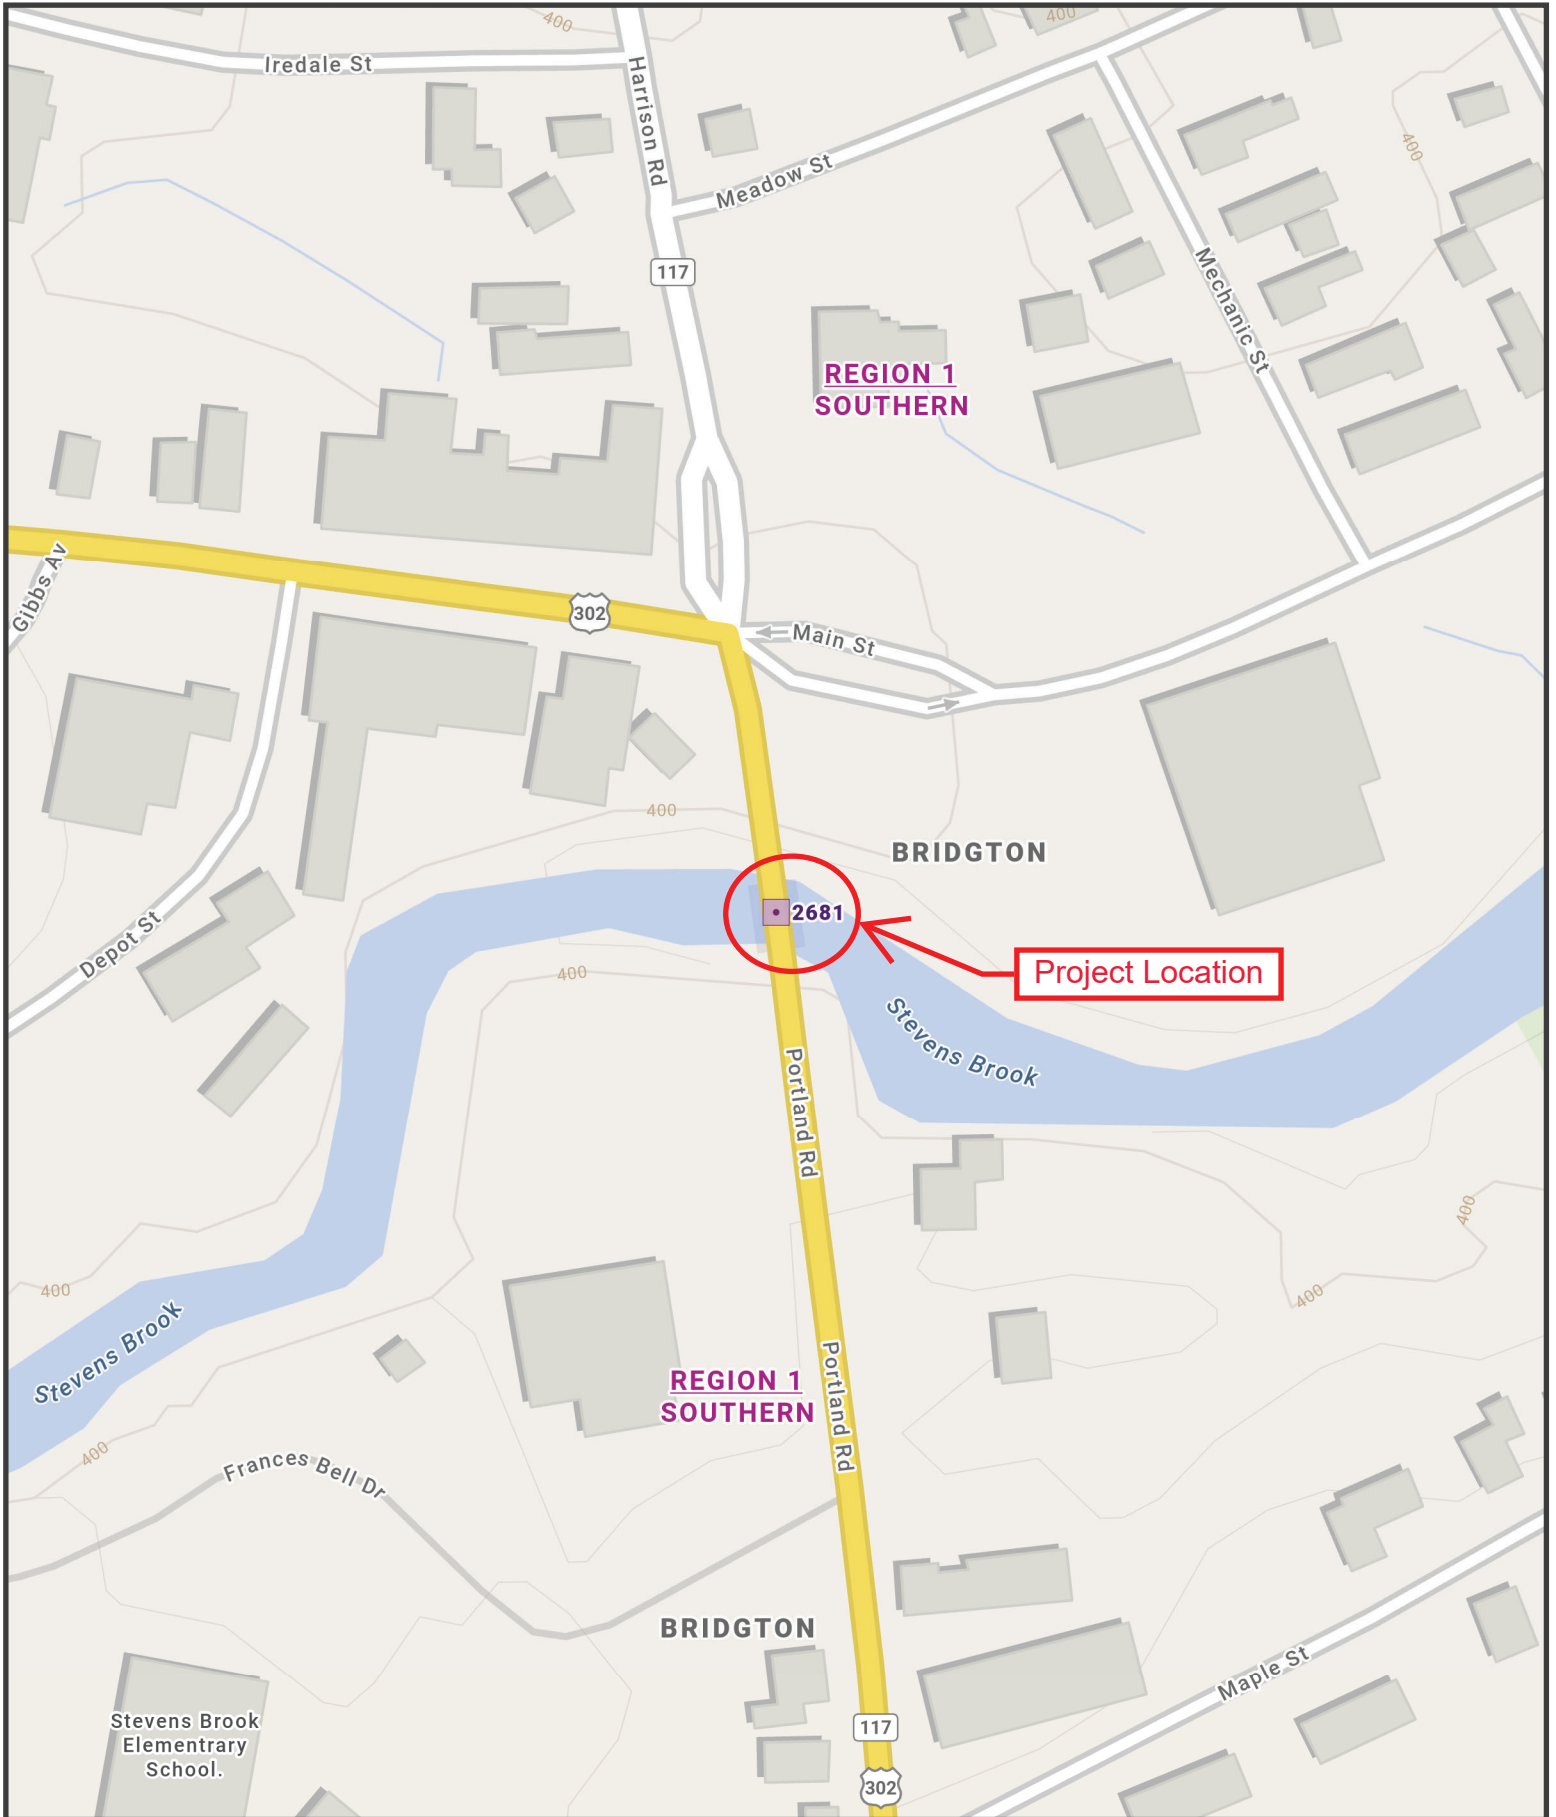 400
400
Iredale St
Harrison Rd
400
Meadow St
117
Mechanic St
REGION 1
SOUTHERN
Gibbs Av
302
Main St
400
BRIDGTON
2681
Depot St
400
Project Location
Stevens Brook
Portland Rd
400
400
400
Stevens Brook
Portland Rd
REGION 1
SOUTHERN
400
Frances Bell Dr
BRIDGTON
Maple St
Stevens Brook
Elementrary
School.
117
302